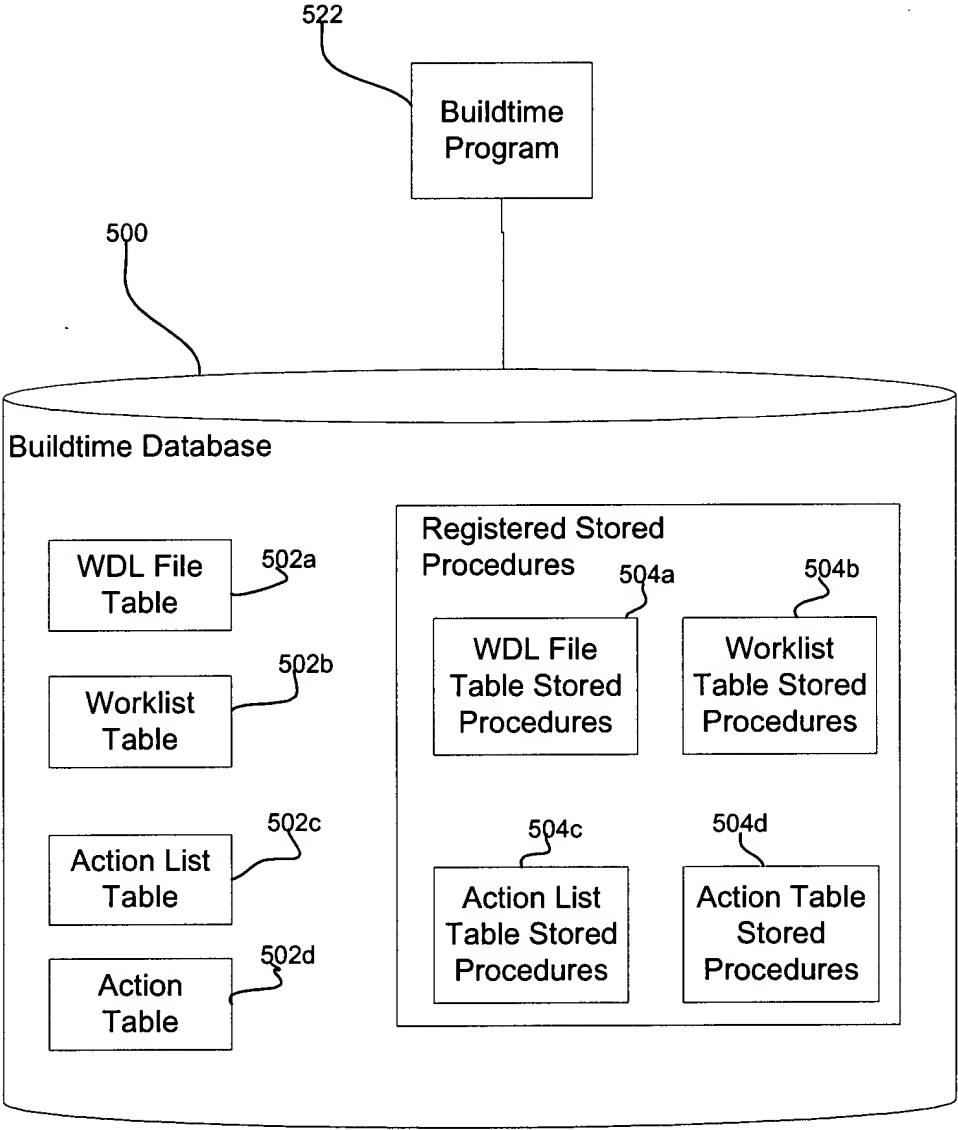 522
Buildtime
Program
500
Buildtime Database
WDL File
Table
502a
Worklist
Table
502b
Action List
Table
502c
Action
Table
502d
Registered Stored
Procedures
504a
WDL File
Table Stored
Procedures
504b
Worklist
Table Stored
Procedures
504c
Action List
Table Stored
Procedures
504d
Action Table
Stored
Procedures